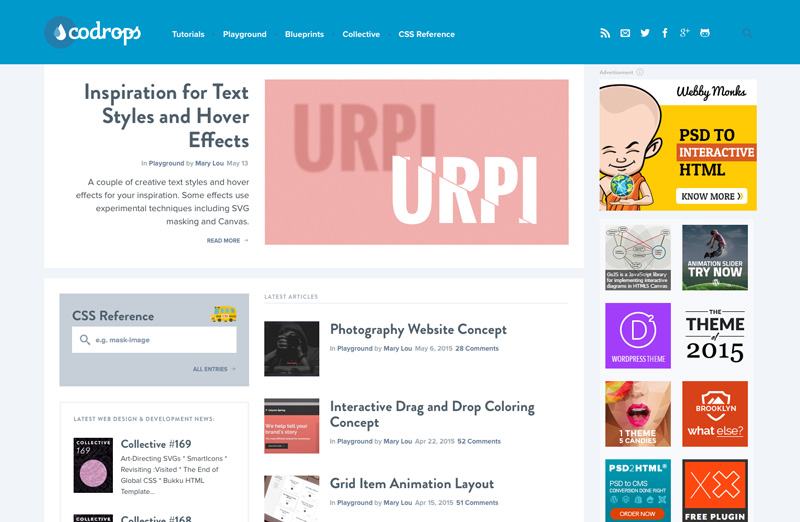 codrops
Tutorials
Playground
Blueprints
Collective
CSS Reference
Inspiration for Text
Styles and Hover
Effects
In Playground by Mary Lou May 13
A couple of creative text styles and hover
effects for your inspiration. Some effects use
experimental techniques including SVG
masking and Canvas.
READ MORE →
URPI
URPI
Advertisement
Webby Monks
PSD TO
INTERACTIVE
HTML
KNOW MORE
GoJS is a JavaScript library
for implementing interactive
diagrams in HTML5 Canvas
ANIMATION SLIDER
TRY NOW
D2
WORDPRESS THEME
THE
THEME
of
2015
1 THEME
5 CANDIES
BROOKLYN
what else?
PSD2HTML®
PSD to CMS
CONVERSION DONE RIGHT
ORDER NOW
FREE PLUGIN
CSS Reference
e.g. mask-image
ALL ENTRIES →
LATEST WEB DESIGN & DEVELOPMENT NEWS:
COLLECTIVE
169
Collective #169
Art-Directing SVGs * SmartIcons *
Revisiting :Visited * The End of
Global CSS * Bukku HTML
Template...
COLLECTIVE
Collective #168
LATEST ARTICLES
Photography Website Concept
In Playground by Mary Lou May 6, 2015 28 Comments
We help tell your
brand's story
Interactive Drag and Drop Coloring
Concept
In Playground by Mary Lou Apr 22, 2015 52 Comments
Grid Item Animation Layout
In Playground by Mary Lou Apr 15, 2015 51 Comments